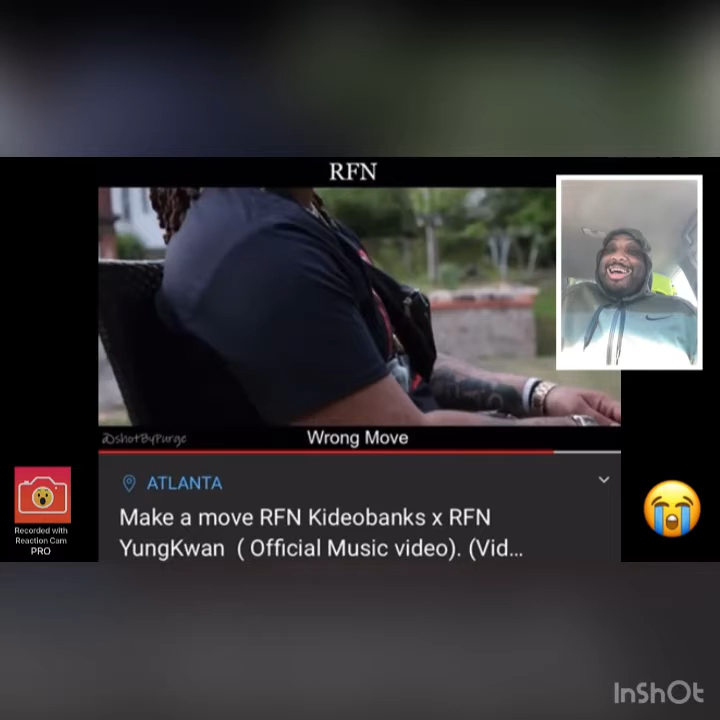 RFN
@shotByPurge
Wrong Move
ATLANTA
Make a move RFN Kideobanks x RFN
YungKwan ( Official Music video). (Vid...
Recorded with
Reaction Cam
PRO
InShOt